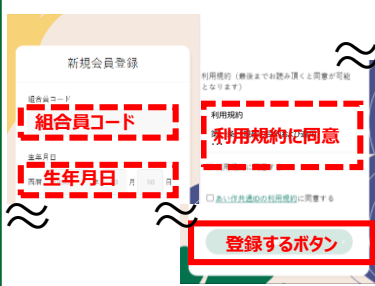 新規会員登録
組合員コード
組合員コード
生年月日
西暦
生年月日
月
日
利用規約（最後までお読み頂くと同意が可能
となります）
利用規約
利用規約に同意
□ あい作共通IDの利用規約に同意する
登録するボタン